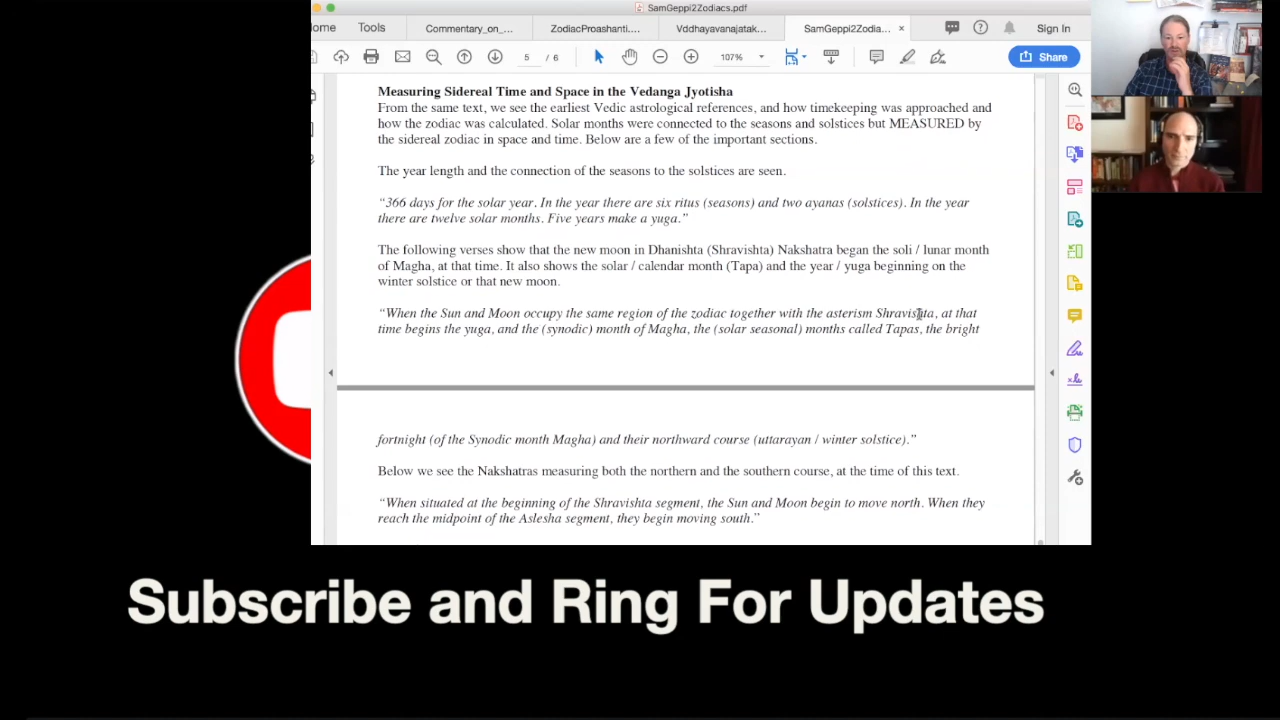 SamGeppi2Zodiacs.pdf
ome Tools Commentary_on_... ZodiacProashanti.... Vddhayavanajatak... SamGeppi2Zodia... × Sign In
5 / 6 107% Share
Measuring Sidereal Time and Space in the Vedanga Jyotisha
From the same text, we see the earliest Vedic astrological references, and how timekeeping was approached and
how the zodiac was calculated. Solar months were connected to the seasons and solstices but MEASURED by
the sidereal zodiac in space and time. Below are a few of the important sections.
The year length and the connection of the seasons to the solstices are seen.
“366 days for the solar year. In the year there are six ritus (seasons) and two ayanas (solstices). In the year
there are twelve solar months. Five years make a yuga.”
The following verses show that the new moon in Dhanishta (Shravishta) Nakshatra began the soli / lunar month
of Magha, at that time. It also shows the solar / calendar month (Tapa) and the year / yuga beginning on the
winter solstice or that new moon.
“When the Sun and Moon occupy the same region of the zodiac together with the asterism Shravishta, at that
time begins the yuga, and the (synodic) month of Magha, the (solar seasonal) months called Tapas, the bright
fortnight (of the Synodic month Magha) and their northward course (uttarayan / winter solstice).”
Below we see the Nakshatras measuring both the northern and the southern course, at the time of this text.
“When situated at the beginning of the Shravishta segment, the Sun and Moon begin to move north. When they
reach the midpoint of the Aslesha segment, they begin moving south.”
Subscribe and Ring For Updates